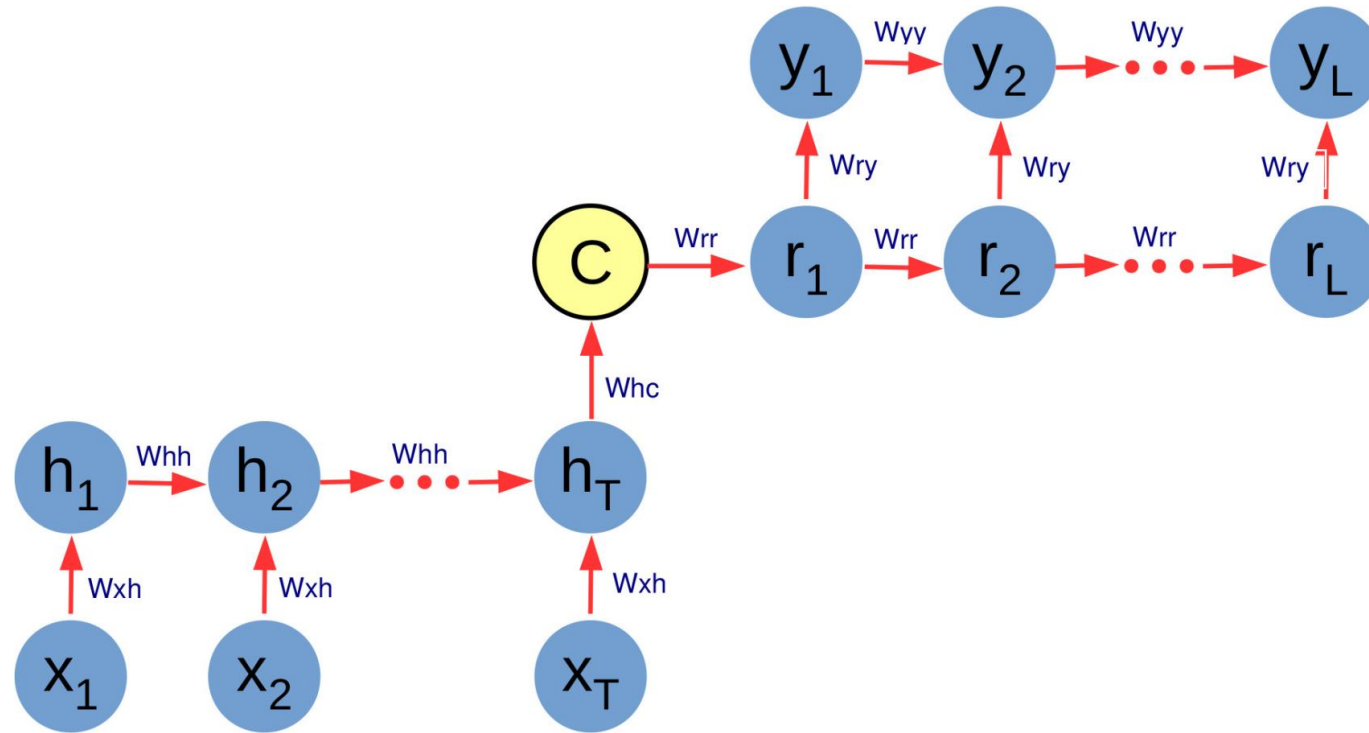 Wyy Wyy
y1 y2 yL
Wry Wry Wry
Wrr Wrr Wrr
C r1 r2 rL
Whc
Whh Whh
h1 h2 hT
Wxh Wxh Wxh
x1 x2 xT